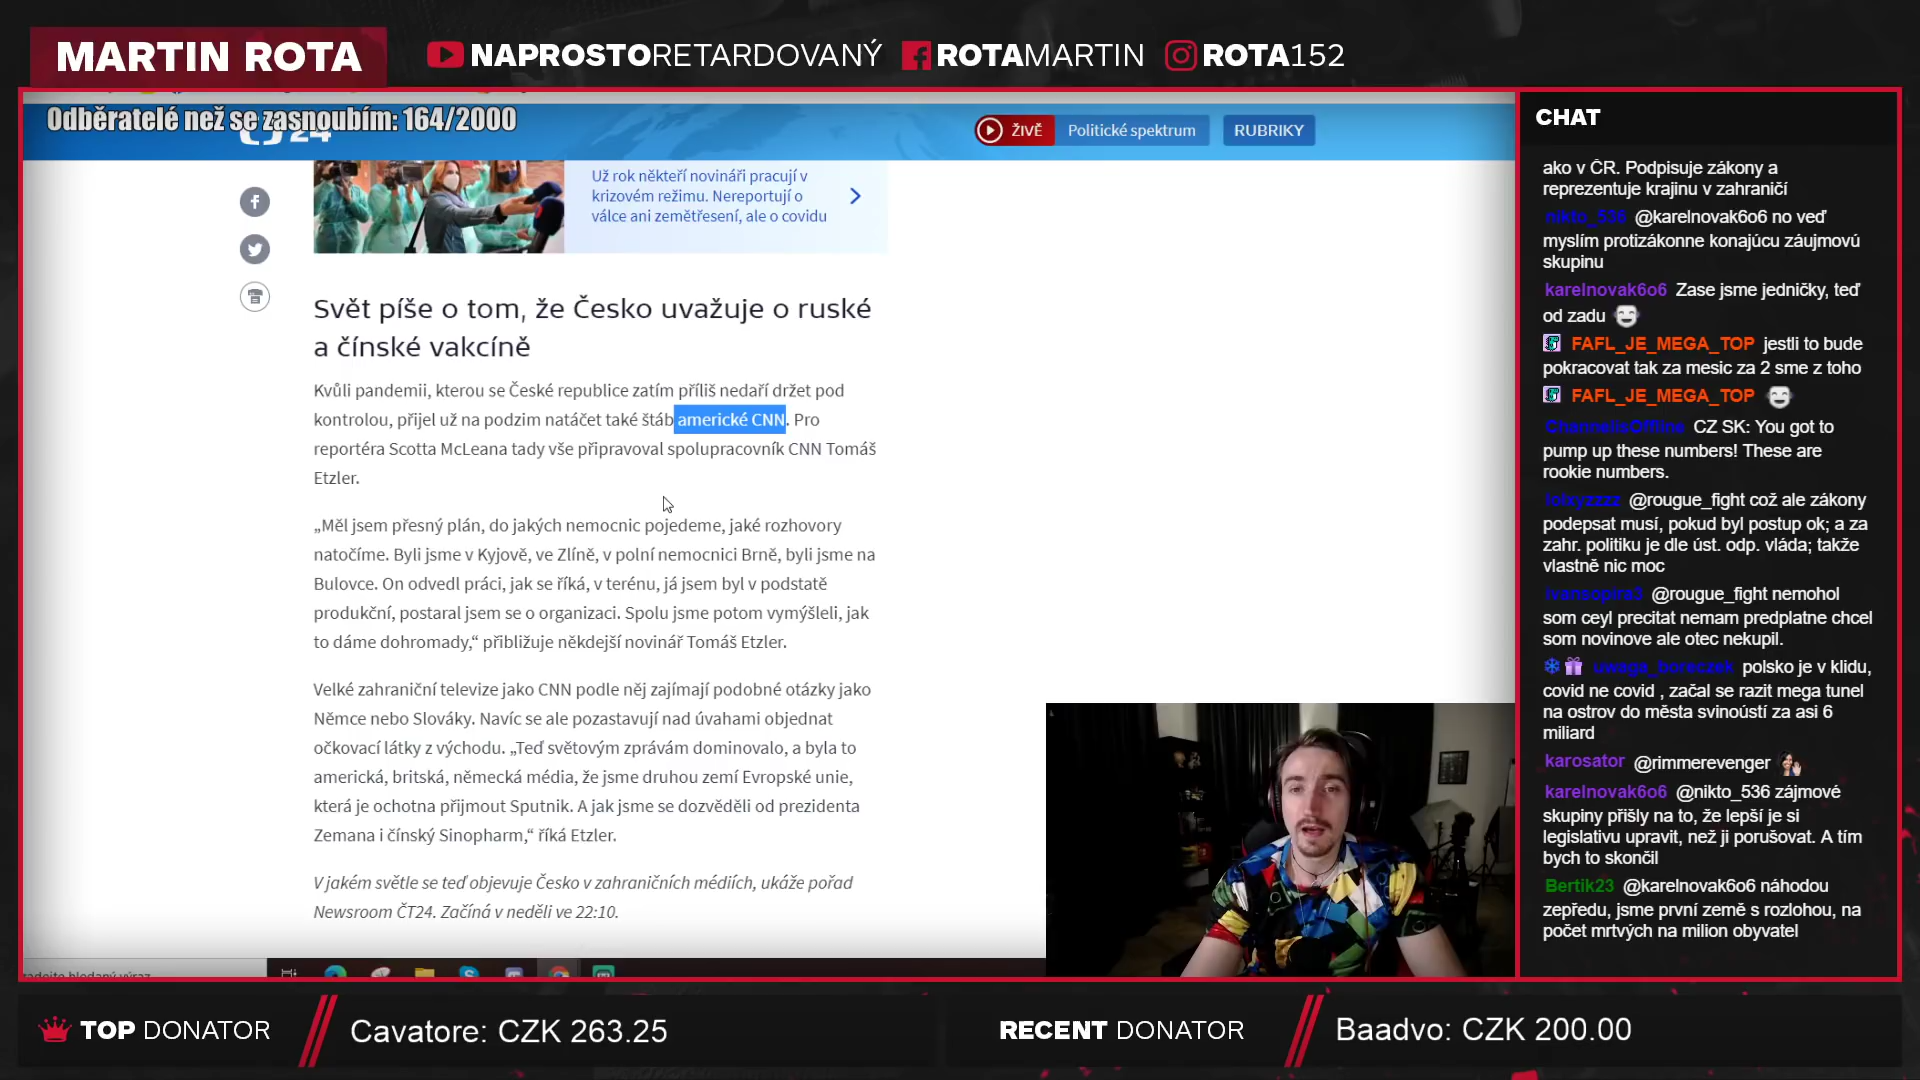 MARTIN ROTA
NAPROSTORETARDOVANÝ
ROTAMARTIN
ROTA152
Odběratelé než se zasnoubím: 164/2000
24
ŽIVĚ
Politické spektrum
RUBRIKY
Už rok někteří novináři pracují v
krizovém režimu. Nereportují o
válce ani zemětřesení, ale o covidu
Svět píše o tom, že Česko uvažuje o ruské
a čínské vakcíně
Kvůli pandemii, kterou se České republice zatím příliš nedaří držet pod
kontrolou, přijel už na podzim natáčet také štáb americké CNN. Pro
reportéra Scotta McLeana tady vše připravoval spolupracovník CNN Tomáš
Etzler.
„Měl jsem přesný plán, do jakých nemocnic pojedeme, jaké rozhovory
natočíme. Byli jsme v Kyjově, ve Zlíně, v polní nemocnici Brně, byli jsme na
Bulovce. On odvedl práci, jak se říká, v terénu, já jsem byl v podstatě
produkční, postaral jsem se o organizaci. Spolu jsme potom vymýšleli, jak
to dáme dohromady,“ přibližuje někdejší novinář Tomáš Etzler.
Velké zahraniční televize jako CNN podle něj zajímají podobné otázky jako
Němce nebo Slováky. Navíc se ale pozastavují nad úvahami objednat
očkovací látky z východu. „Teď světovým zprávám dominovalo, a byla to
americká, britská, německá média, že jsme druhou zemí Evropské unie,
která je ochotna přijmout Sputnik. A jak jsme se dozvěděli od prezidenta
Zemana i čínský Sinopharm,“ říká Etzler.
V jakém světle se teď objevuje Česko v zahraničních médiích, ukáže pořad
Newsroom ČT24. Začíná v neděli ve 22:10.
CHAT
ako v ČR. Podpisuje zákony a
reprezentuje krajinu v zahraničí
nikto_536 @karelnovak6o6 no veď
myslím protizákonne konajúcu záujmovú
skupinu
karelnovak6o6 Zase jsme jedničky, teď
od zadu
FAFL_JE_MEGA_TOP jestli to bude
pokracovat tak za mesic za 2 sme z toho
FAFL_JE_MEGA_TOP
ChannelisOffline CZ SK: You got to
pump up these numbers! These are
rookie numbers.
@rougue_fight což ale zákony
podepsat musí, pokud byl postup ok; a za
zahr. politiku je dle úst. odp. vláda; takže
vlastně nic moc
ivansopira3 @rougue_fight nemohol
som ceyl precitat nemam predplatne chcel
som novinove ale otec nekupil.
uwaga_boreczek polsko je v klidu,
covid ne covid , začal se razit mega tunel
na ostrov do města svinoústí za asi 6
miliard
karosator @rimmerevenger
karelnovak6o6 @nikto_536 zájmové
skupiny přišly na to, že lepší je si
legislativu upravit, než ji porušovat. A tím
bych to skončil
Bertik23 @karelnovak6o6 náhodou
zepředu, jsme první země s rozlohou, na
počet mrtvých na milion obyvatel
TOP DONATOR
Cavatore: CZK 263.25
RECENT DONATOR
Baadvo: CZK 200.00